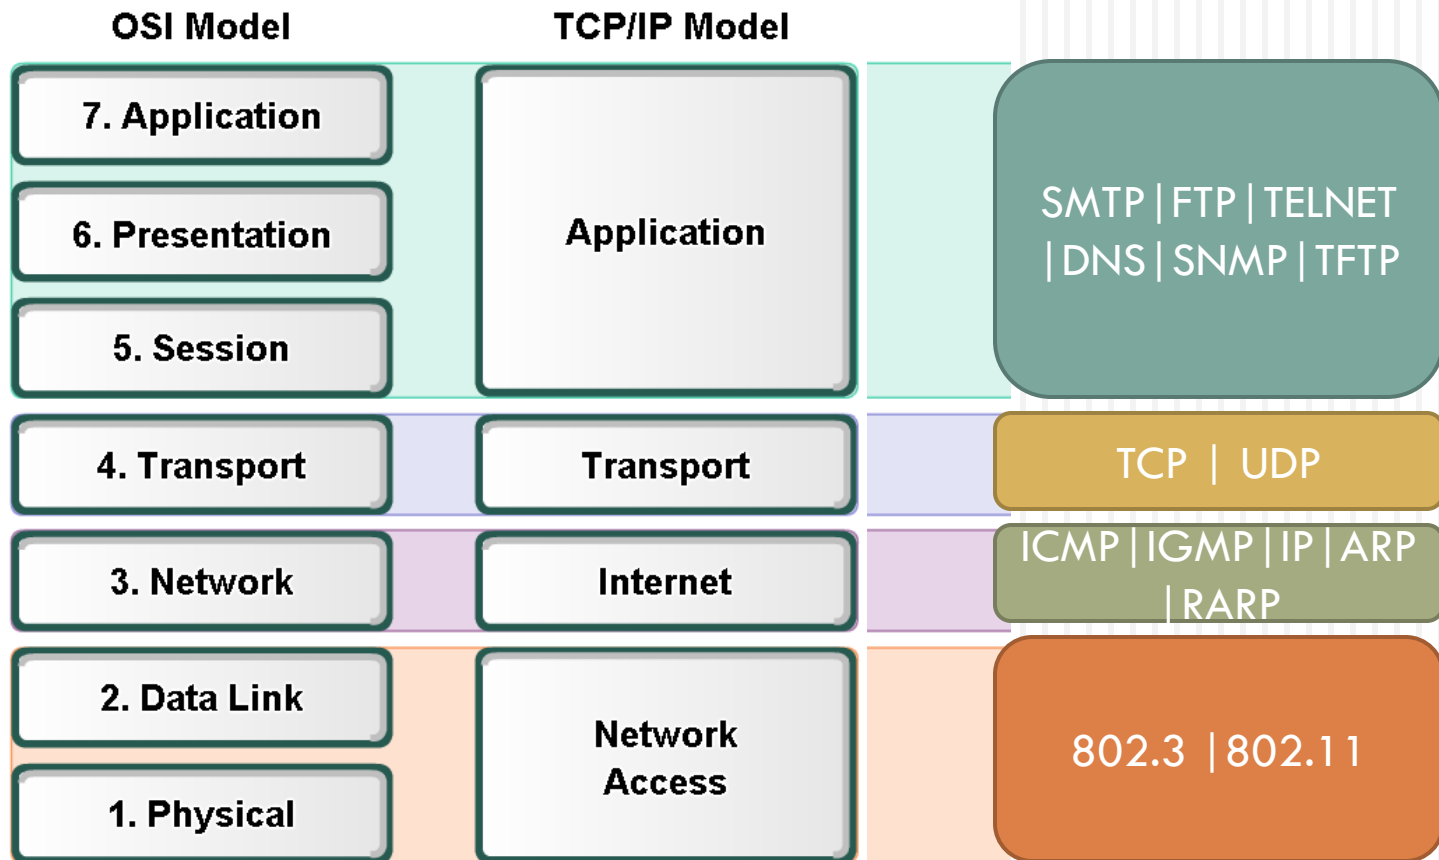 OSI Model
TCP/IP Model
7. Application
6. Presentation
5. Session
Application
SMTP|FTP|TELNET
|DNS|SNMP|TFTP
4. Transport
Transport
TCP | UDP
3. Network
Internet
ICMP|IGMP|IP|ARP
|RARP
2. Data Link
1. Physical
Network
Access
802.3 |802.11